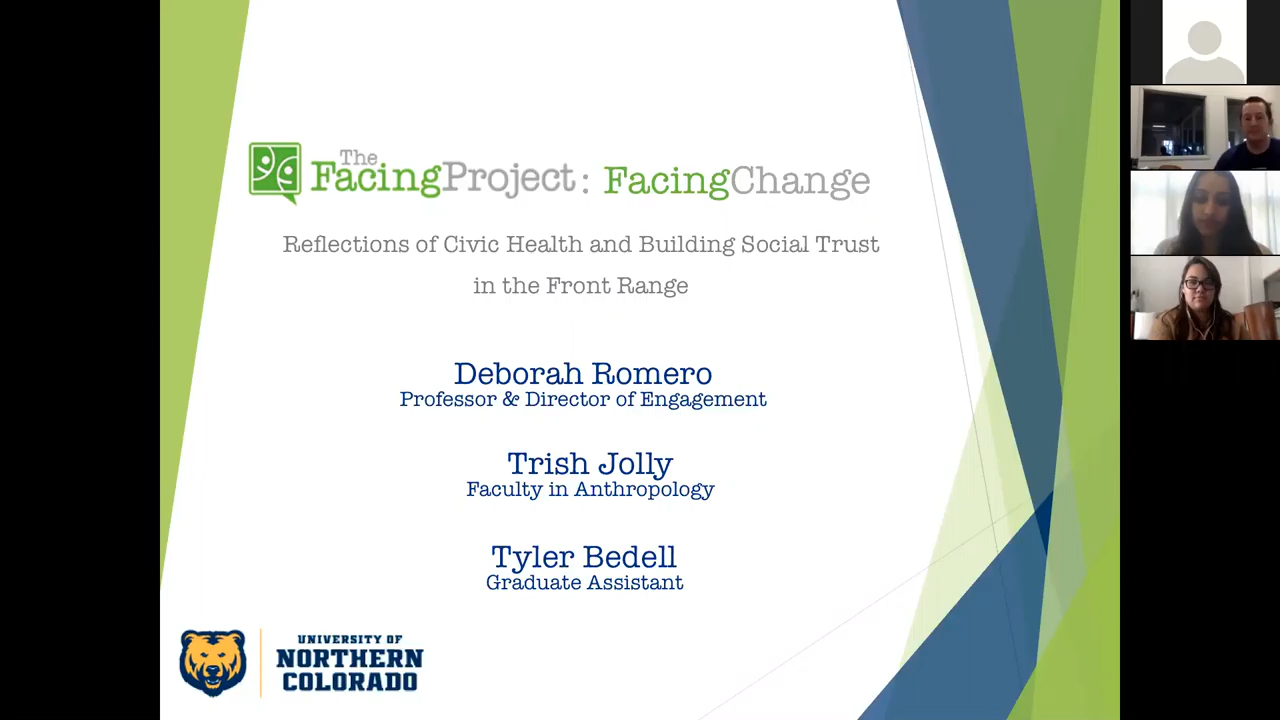 The
FacingProject: FacingChange
Reflections of Civic Health and Building Social Trust
in the Front Range
Deborah Romero
Professor & Director of Engagement
Trish Jolly
Faculty in Anthropology
Tyler Bedell
Graduate Assistant
UNIVERSITY OF
NORTHERN
COLORADO